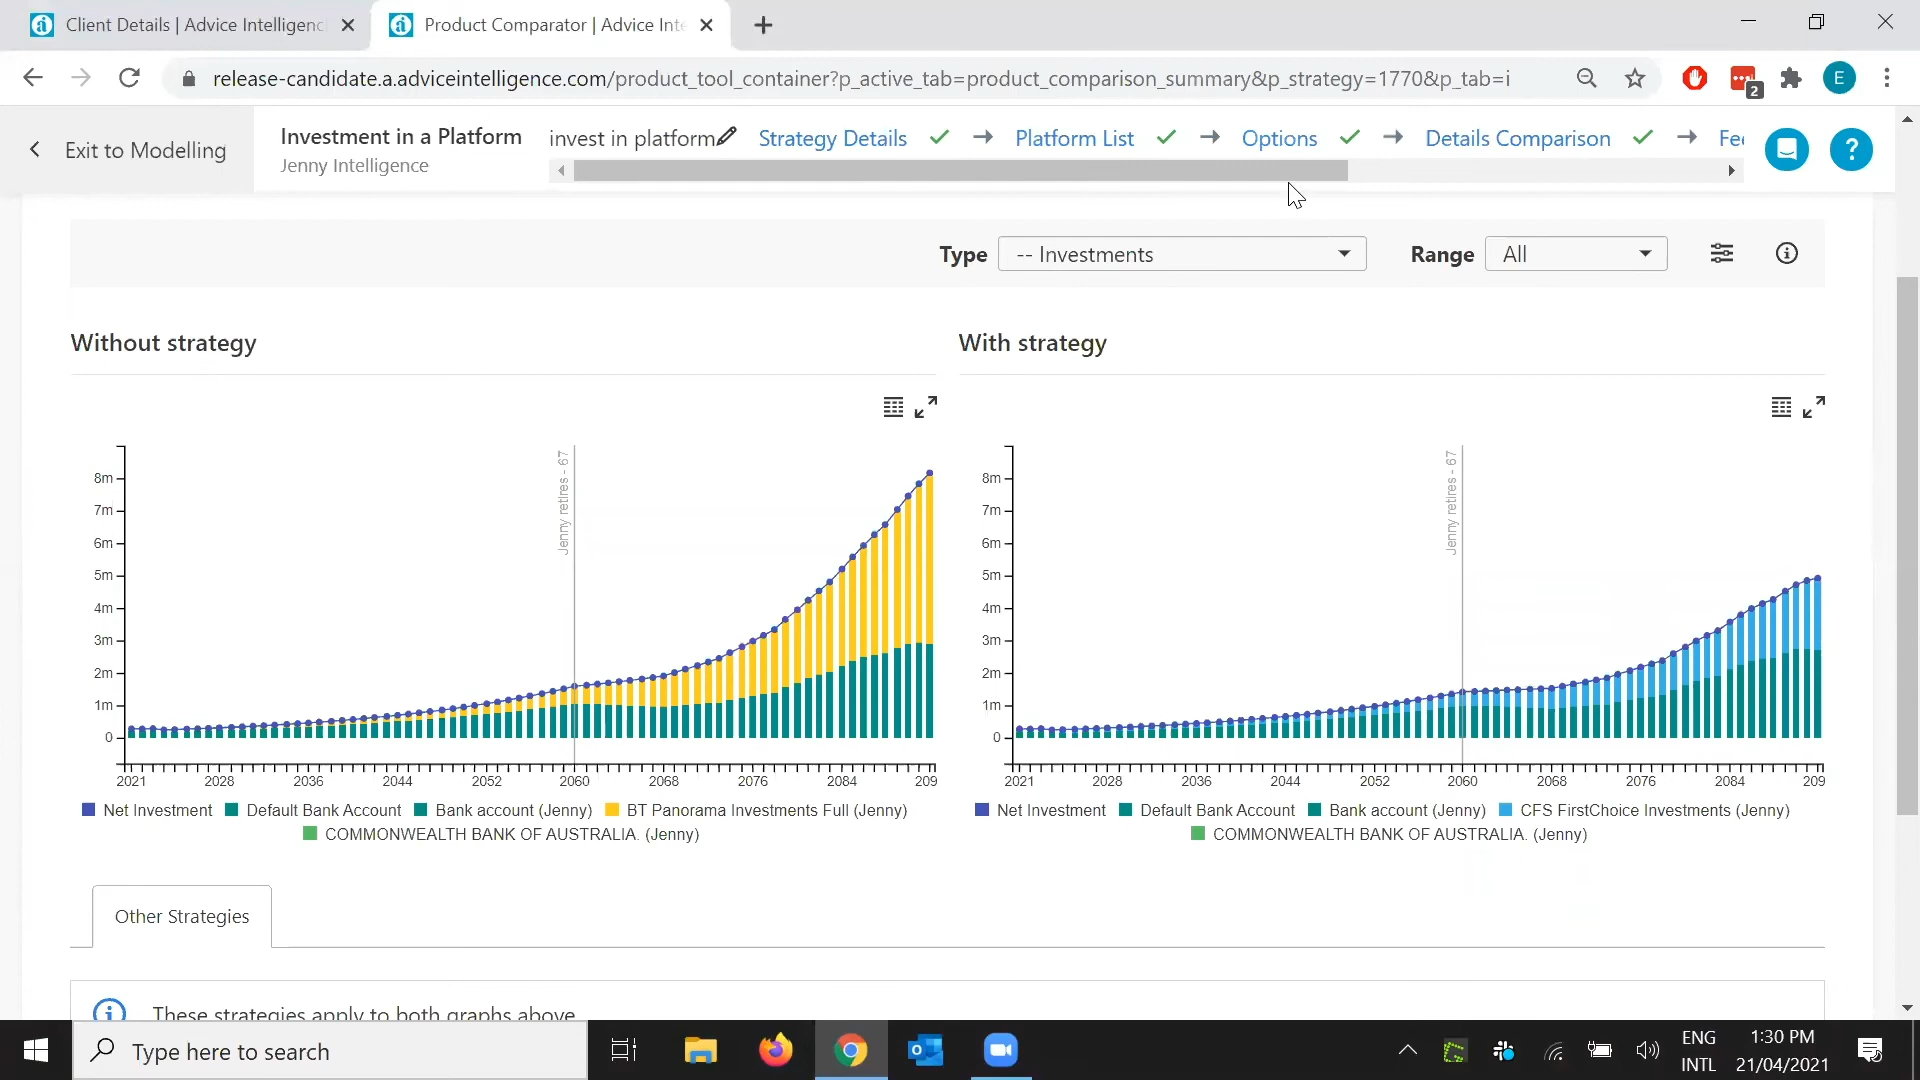 Client Details | Advice Intelligenc
Product Comparator | Advice Inte
release-candidate.a.adviceintelligence.com/product_tool_container?p_active_tab=product_comparison_summary&p_strategy=1770&p_tab=i
2
E
Exit to Modelling
Investment in a Platform
Jenny Intelligence
invest in platform
Strategy Details
Platform List
Options
Details Comparison
Fe
?
Type
-- Investments
Range
All
Without strategy
8m
7m
6m
5m
4m
3m
2m
1m
0
Jenny retires - 67
2021 2028 2036 2044 2052 2060 2068 2076 2084 209
Net Investment Default Bank Account Bank account (Jenny) BT Panorama Investments Full (Jenny)
COMMONWEALTH BANK OF AUSTRALIA. (Jenny)
With strategy
8m
7m
6m
5m
4m
3m
2m
1m
0
Jenny retires - 67
2021 2028 2036 2044 2052 2060 2068 2076 2084 209
Net Investment Default Bank Account Bank account (Jenny) CFS FirstChoice Investments (Jenny)
COMMONWEALTH BANK OF AUSTRALIA. (Jenny)
Other Strategies
These strategies apply to both graphs above
Type here to search
ENG
INTL
1:30 PM
21/04/2021